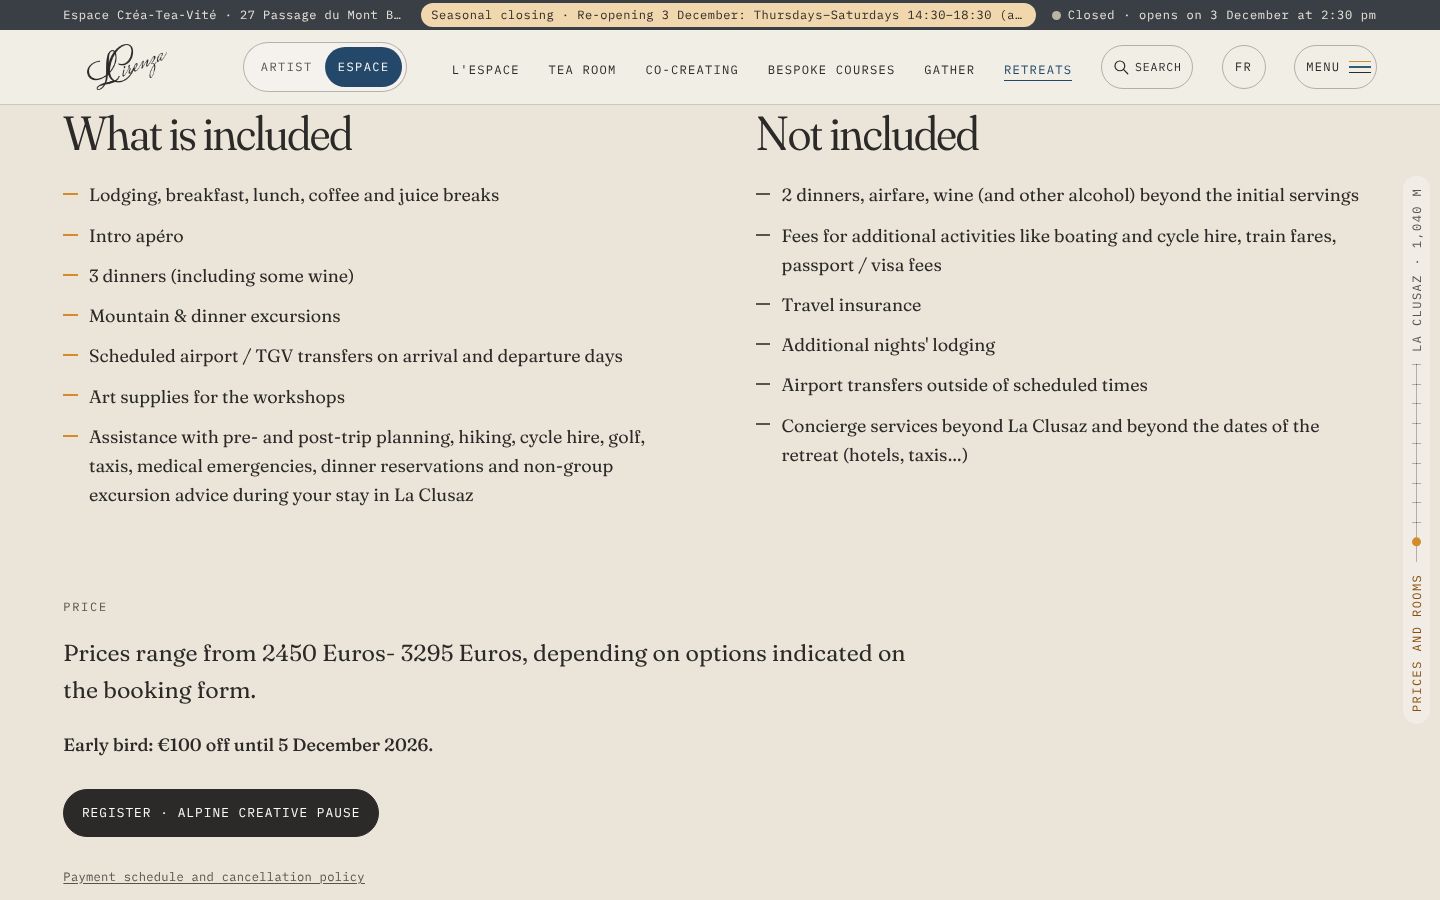 Espace Créa-Tea-Vité · 27 Passage du Mont B…
Seasonal closing · Re-opening 3 December: Thursdays–Saturdays 14:30–18:30 (a…
Closed · opens on 3 December at 2:30 pm
Lirenza
ARTIST
ESPACE
L'ESPACE
TEA ROOM
CO-CREATING
BESPOKE COURSES
GATHER
RETREATS
SEARCH
FR
MENU
What is included
Lodging, breakfast, lunch, coffee and juice breaks
Intro apéro
3 dinners (including some wine)
Mountain & dinner excursions
Scheduled airport / TGV transfers on arrival and departure days
Art supplies for the workshops
Assistance with pre- and post-trip planning, hiking, cycle hire, golf,
taxis, medical emergencies, dinner reservations and non-group
excursion advice during your stay in La Clusaz
Not included
2 dinners, airfare, wine (and other alcohol) beyond the initial servings
Fees for additional activities like boating and cycle hire, train fares,
passport / visa fees
Travel insurance
Additional nights' lodging
Airport transfers outside of scheduled times
Concierge services beyond La Clusaz and beyond the dates of the
retreat (hotels, taxis…)
PRICE
Prices range from 2450 Euros- 3295 Euros, depending on options indicated on
the booking form.
Early bird: €100 off until 5 December 2026.
REGISTER · ALPINE CREATIVE PAUSE
Payment schedule and cancellation policy
LA CLUSAZ · 1,040 M
PRICES AND ROOMS